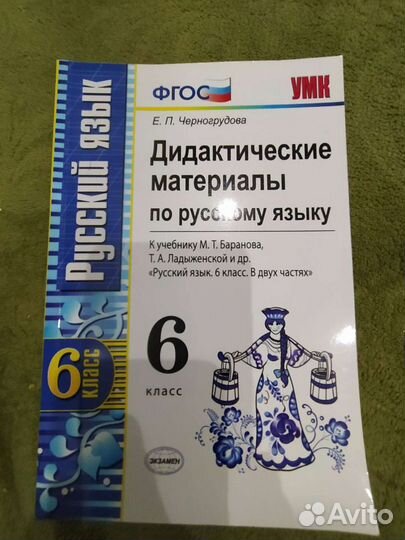 ФГОС
УМК
Е. П. Черногрудова
Русский язык
Дидактические
материалы
по русскому языку
К учебнику М. Т. Баранова,
Т. А. Ладыженской и др.
«Русский язык. 6 класс. В двух частях»
6
класс
6
класс
ЭКЗАМЕН
Avito